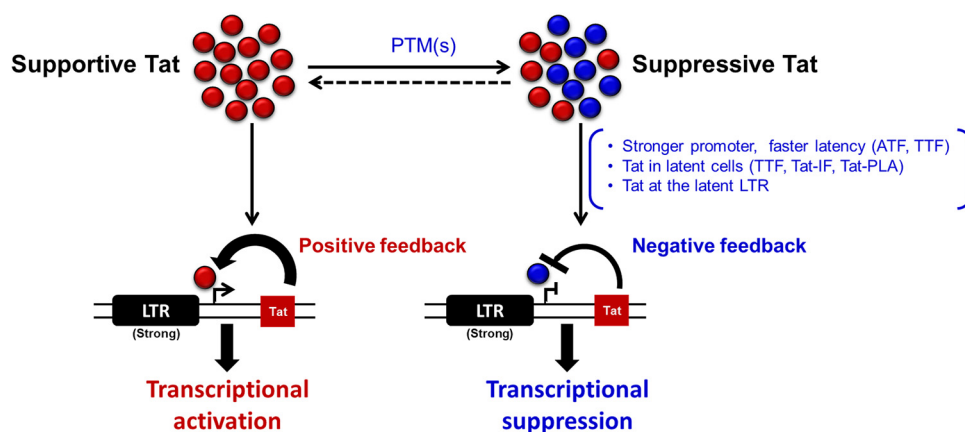 Supportive Tat
PTM(s)
Suppressive Tat
• Stronger promoter, faster latency (ATF, TTF)
• Tat in latent cells (TTF, Tat-IF, Tat-PLA)
• Tat at the latent LTR
Positive feedback
LTR
(Strong)
Tat
Transcriptional
activation
Negative feedback
LTR
(Strong)
Tat
Transcriptional
suppression